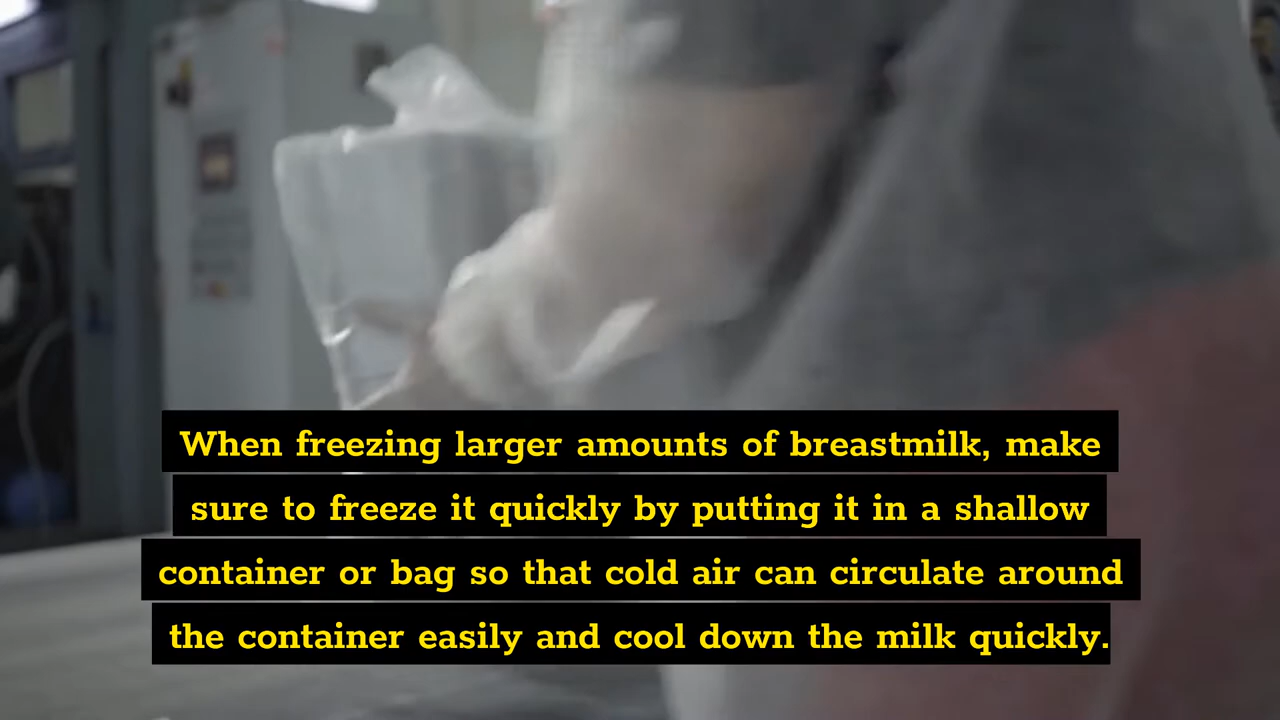 When freezing larger amounts of breastmilk, make
sure to freeze it quickly by putting it in a shallow
container or bag so that cold air can circulate around
the container easily and cool down the milk quickly.